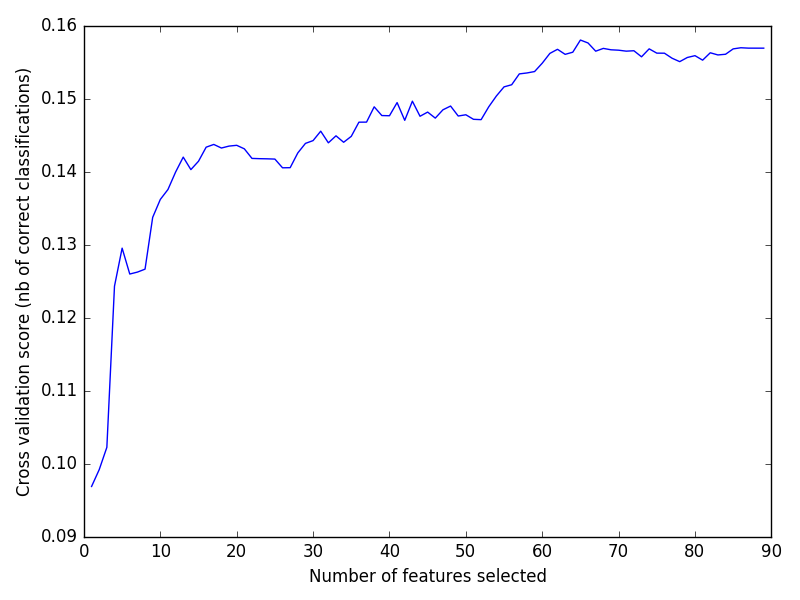 0.16
0.15
0.14
0.13
0.12
0.11
0.10
0.09
0 10 20 30 40 50 60 70 80 90
Number of features selected
Cross validation score (nb of correct classifications)